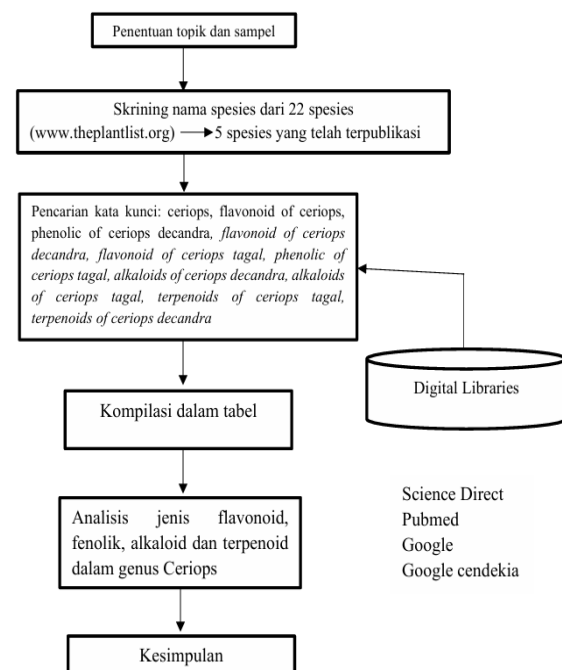 Penentuan topik dan sampel
Skrining nama spesies dari 22 spesies
(www.theplantlist.org) → 5 spesies yang telah terpublikasi
Pencarian kata kunci: ceriops, flavonoid of ceriops,
phenolic of ceriops decandra, flavonoid of ceriops
decandra, flavonoid of ceriops tagal, phenolic of
ceriops tagal, alkaloids of ceriops decandra, alkaloids
of ceriops tagal, terpenoids of ceriops tagal,
terpenoids of ceriops decandra
Digital Libraries
Kompilasi dalam tabel
Science Direct
Pubmed
Google
Google cendekia
Analisis jenis flavonoid,
fenolik, alkaloid dan terpenoid
dalam genus Ceriops
Kesimpulan